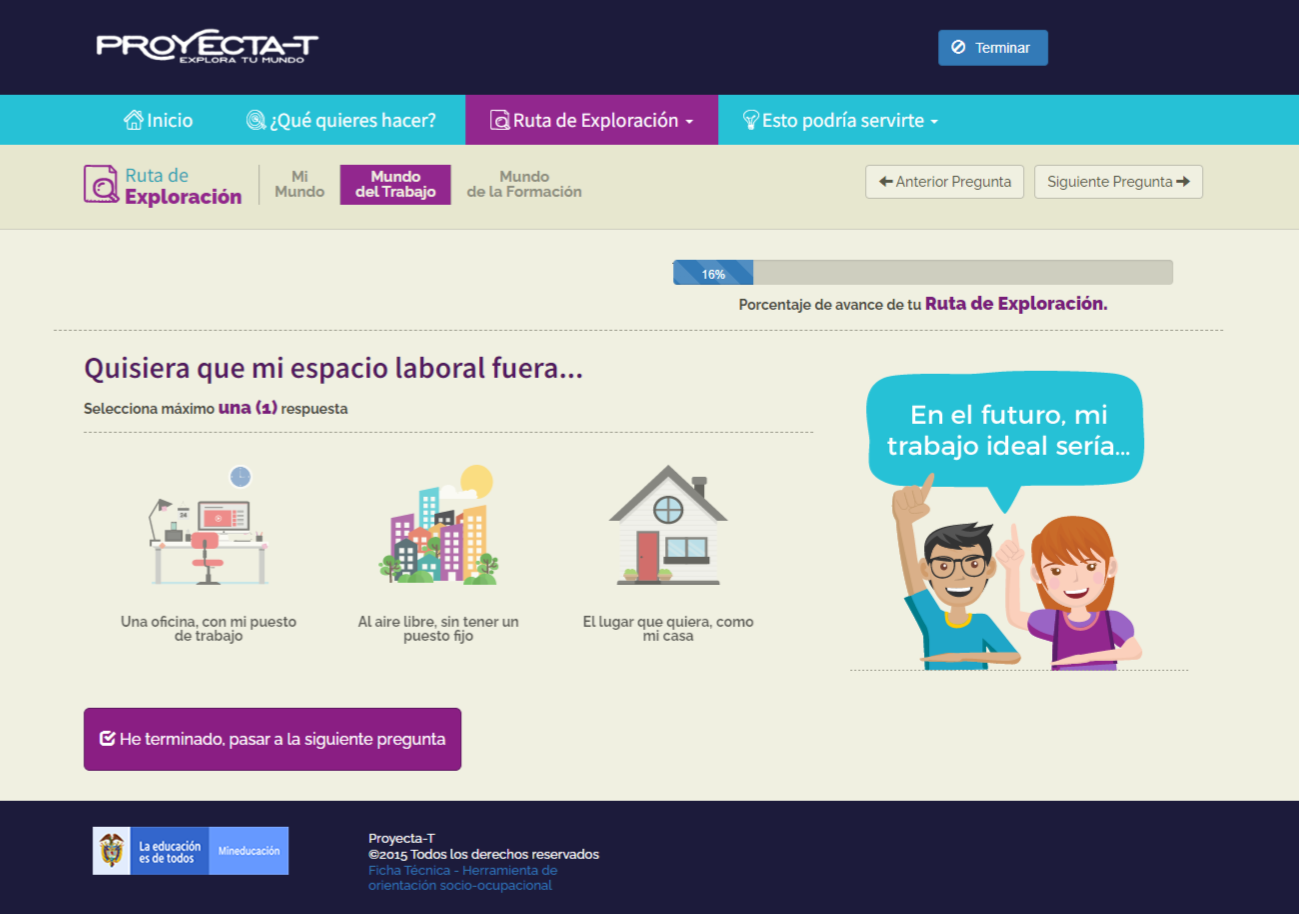 PROYECTA-T
EXPLORA TU MUNDO
Terminar
Inicio
¿Qué quieres hacer?
Ruta de Exploración
Esto podría servirte
Ruta de
Exploración
Mi
Mundo
Mundo
del Trabajo
Mundo
de la Formación
Anterior Pregunta
Siguiente Pregunta
16%
Porcentaje de avance de tu Ruta de Exploración.
Quisiera que mi espacio laboral fuera...
Selecciona máximo una (1) respuesta
En el futuro, mi
trabajo ideal sería...
Una oficina, con mi puesto
de trabajo
Al aire libre, sin tener un
puesto fijo
El lugar que quiera, como
mi casa
He terminado, pasar a la siguiente pregunta
La educación
es de todos
Mineducación
Proyecta-T
©2015 Todos los derechos reservados
Ficha Técnica - Herramienta de
orientación socio-ocupacional